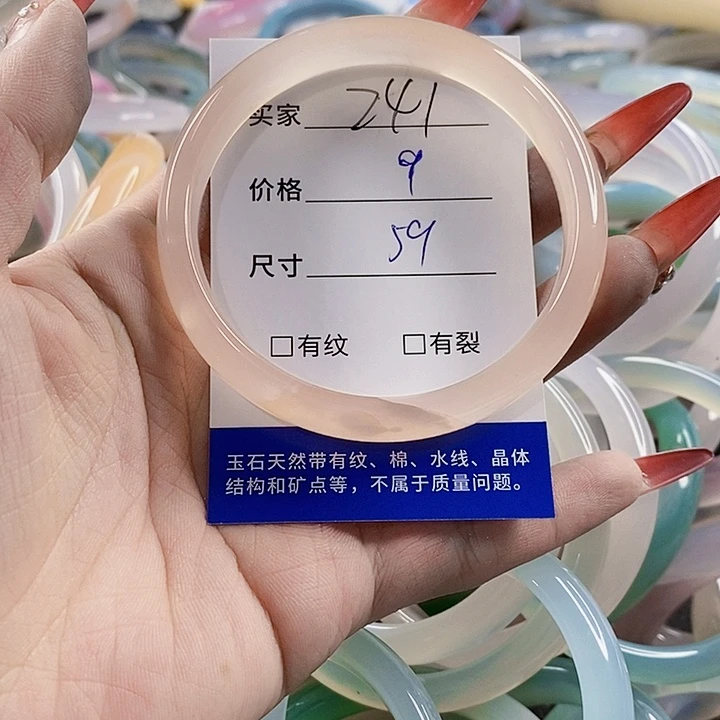 买家 241
价格 9
尺寸 59
□有纹 □有裂
玉石天然带有纹、棉、水线、晶体
结构和矿点等，不属于质量问题。